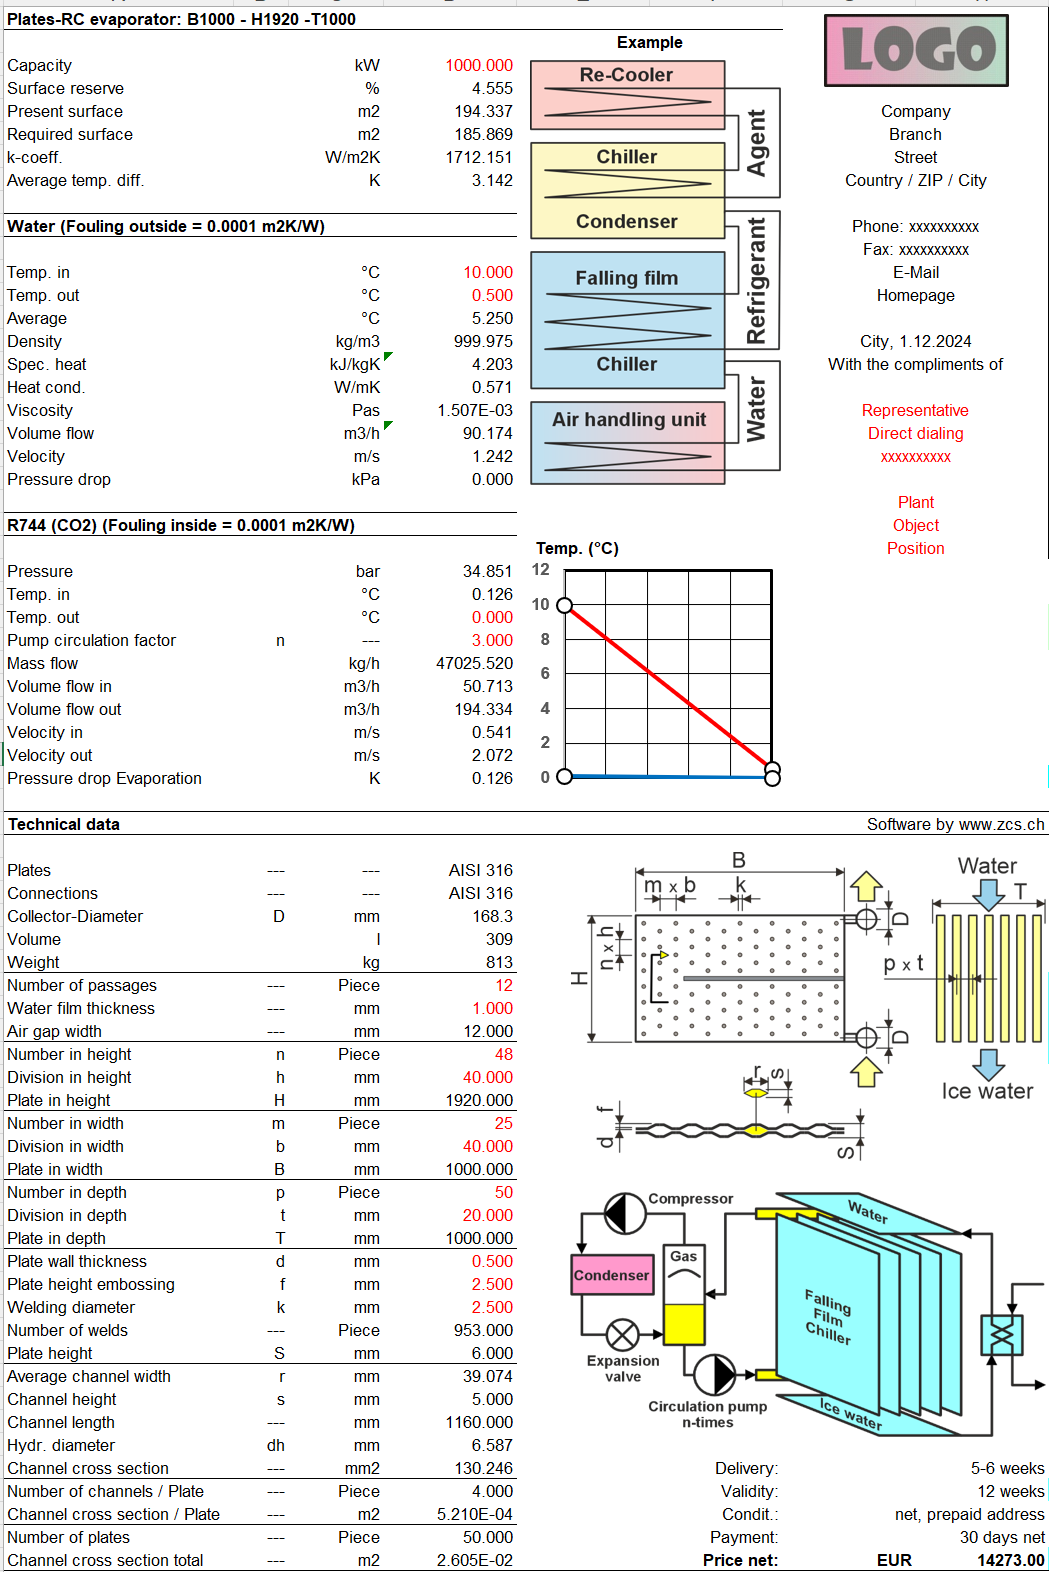 Plates-RC evaporator: B1000 - H1920 -T1000
Capacity kW 1000.000
Surface reserve % 4.555
Present surface m2 194.337
Required surface m2 185.869
k-coeff. W/m2K 1712.151
Average temp. diff. K 3.142
Water (Fouling outside = 0.0001 m2K/W)
Temp. in °C 10.000
Temp. out °C 0.500
Average °C 5.250
Density kg/m3 999.975
Spec. heat kJ/kgK 4.203
Heat cond. W/mK 0.571
Viscosity Pas 1.507E-03
Volume flow m3/h 90.174
Velocity m/s 1.242
Pressure drop kPa 0.000
R744 (CO2) (Fouling inside = 0.0001 m2K/W)
Pressure bar 34.851
Temp. in °C 0.126
Temp. out °C 0.000
Pump circulation factor n --- 3.000
Mass flow kg/h 47025.520
Volume flow in m3/h 50.713
Volume flow out m3/h 194.334
Velocity in m/s 0.541
Velocity out m/s 2.072
Pressure drop Evaporation K 0.126
Example
Re-Cooler
Agent
Chiller
Condenser
Refrigerant
Falling film
Chiller
Water
Air handling unit
Temp. (°C)
12
10
8
6
4
2
0
LOGO
Company
Branch
Street
Country / ZIP / City
Phone: xxxxxxxxxx
Fax: xxxxxxxxxx
E-Mail
Homepage
City, 1.12.2024
With the compliments of
Representative
Direct dialing
xxxxxxxxxx
Plant
Object
Position
Technical data Software by www.zcs.ch
Plates --- --- AISI 316
Connections --- --- AISI 316
Collector-Diameter D mm 168.3
Volume l 309
Weight kg 813
Number of passages --- Piece 12
Water film thickness --- mm 1.000
Air gap width --- mm 12.000
Number in height n Piece 48
Division in height h mm 40.000
Plate in height H mm 1920.000
Number in width m Piece 25
Division in width b mm 40.000
Plate in width B mm 1000.000
Number in depth p Piece 50
Division in depth t mm 20.000
Plate in depth T mm 1000.000
Plate wall thickness d mm 0.500
Plate height embossing f mm 2.500
Welding diameter k mm 2.500
Number of welds --- Piece 953.000
Plate height S mm 6.000
Average channel width r mm 39.074
Channel height s mm 5.000
Channel length --- mm 1160.000
Hydr. diameter dh mm 6.587
Channel cross section --- mm2 130.246
Number of channels / Plate --- Piece 4.000
Channel cross section / Plate --- m2 5.210E-04
Number of plates --- Piece 50.000
Channel cross section total --- m2 2.605E-02
B
m x b
k
n x h
H
D
D
Water
T
p x t
Ice water
r
s
f
d
S
Compressor
Gas
Condenser
Expansion
valve
Circulation pump
n-times
Water
Falling
Film
Chiller
Ice water
Delivery: 5-6 weeks
Validity: 12 weeks
Condit.: net, prepaid address
Payment: 30 days net
Price net: EUR 14273.00